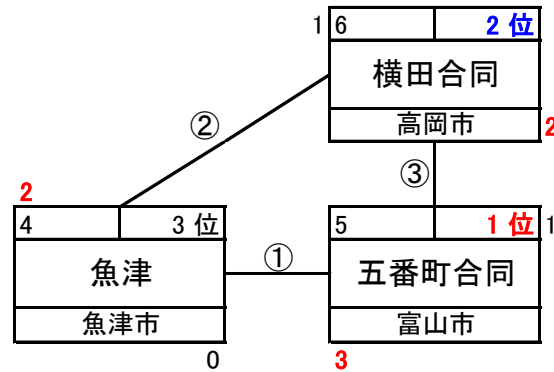 1 6 2 位
横田合同
高岡市 2
②
③
2
4 3 位
魚津
魚津市
0
①
5 1 位 1
五番町合同
富山市
3